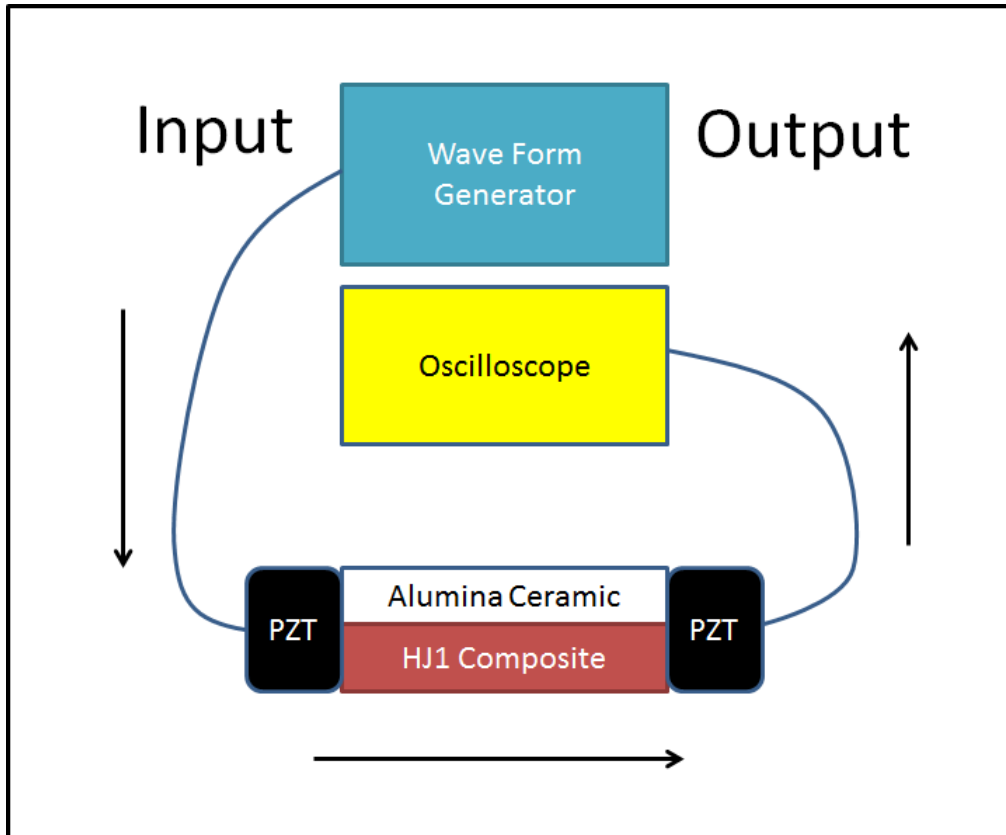 Input
Wave Form
Generator
Output
Oscilloscope
PZT
Alumina Ceramic
HJ1 Composite
PZT